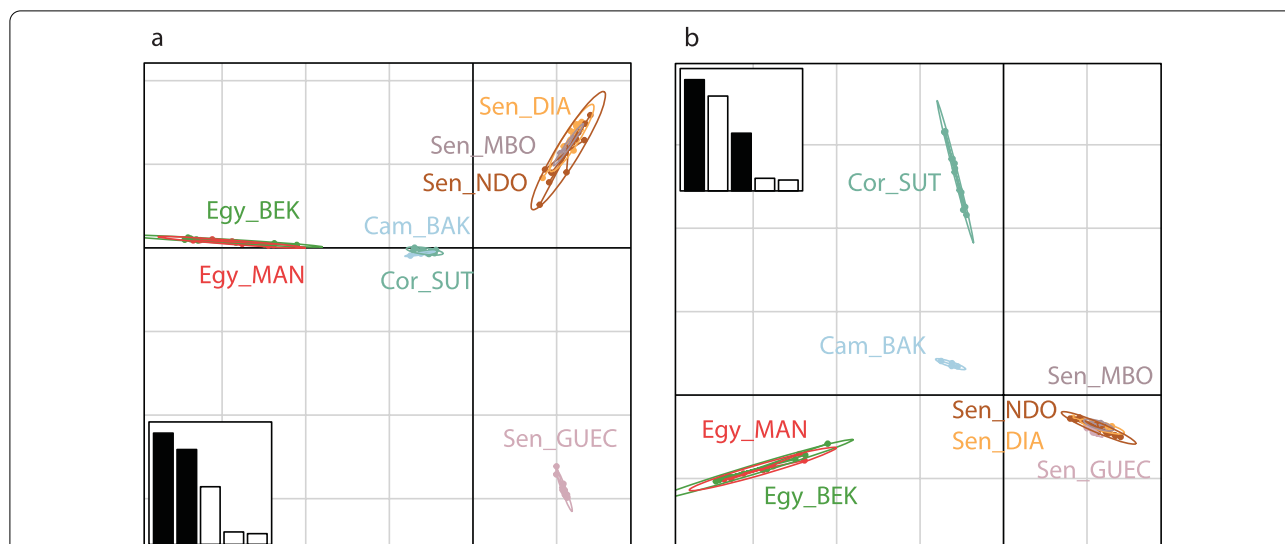 a
Sen_DIA
Sen_MBO
Sen_NDO
Egy_BEK
Cam_BAK
Egy_MAN
Cor_SUT
Sen_GUEC
b
Cor_SUT
Cam_BAK
Sen_MBO
Sen_NDO
Egy_MAN
Sen_DIA
Sen_GUEC
Egy_BEK